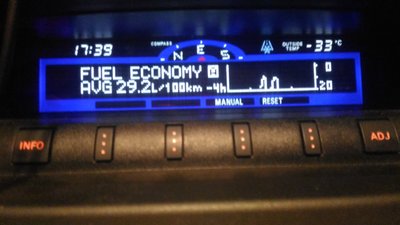 17:39 COMPASS N E S OUTSIDE TEMP -33°C
FUEL ECONOMY M 0
AVG 29.2L/100km -4h 20
MANUAL RESET
INFO ADJ